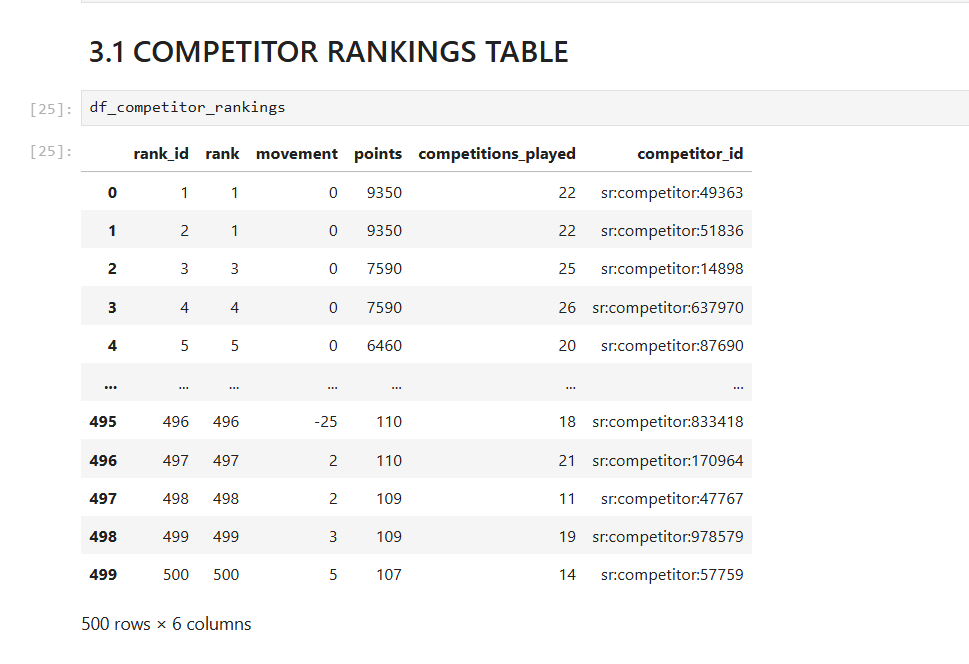 3.1 COMPETITOR RANKINGS TABLE
[25]: df_competitor_rankings
[25]: rank_id rank movement points competitions_played competitor_id
0 1 1 0 9350 22 sr:competitor:49363
1 2 1 0 9350 22 sr:competitor:51836
2 3 3 0 7590 25 sr:competitor:14898
3 4 4 0 7590 26 sr:competitor:637970
4 5 5 0 6460 20 sr:competitor:87690
... ... ... ... ... ... ...
495 496 496 -25 110 18 sr:competitor:833418
496 497 497 2 110 21 sr:competitor:170964
497 498 498 2 109 11 sr:competitor:47767
498 499 499 3 109 19 sr:competitor:978579
499 500 500 5 107 14 sr:competitor:57759
500 rows × 6 columns